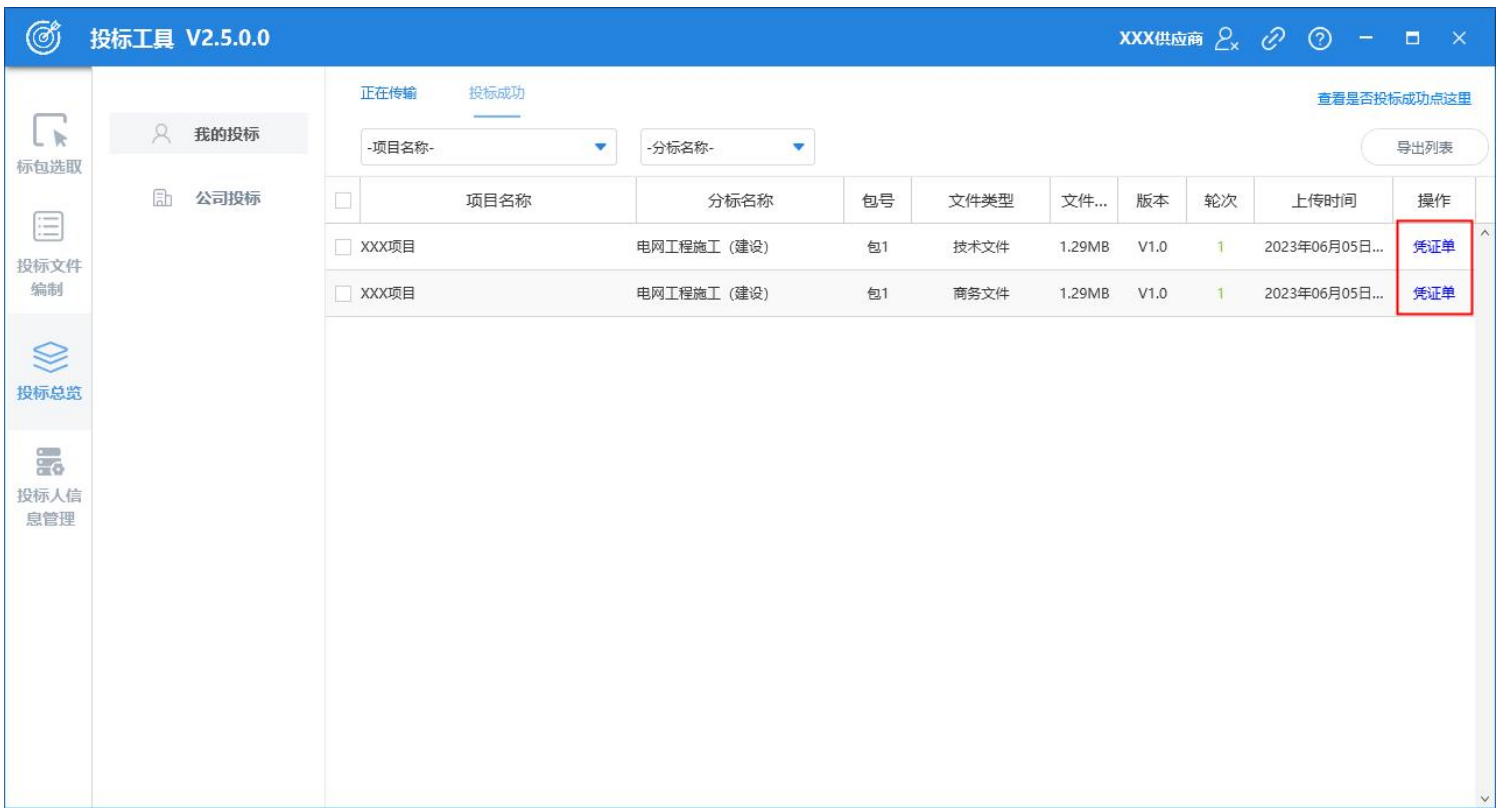 投标工具 V2.5.0.0
XXX供应商
标包选取
投标文件
编制
投标总览
投标人信
息管理
我的投标
公司投标
正在传输 投标成功
查看是否投标成功点这里
-项目名称- -分标名称- 导出列表
项目名称 分标名称 包号 文件类型 文件... 版本 轮次 上传时间 操作
XXX项目 电网工程施工（建设） 包1 技术文件 1.29MB V1.0 1 2023年06月05日... 凭证单
XXX项目 电网工程施工（建设） 包1 商务文件 1.29MB V1.0 1 2023年06月05日... 凭证单